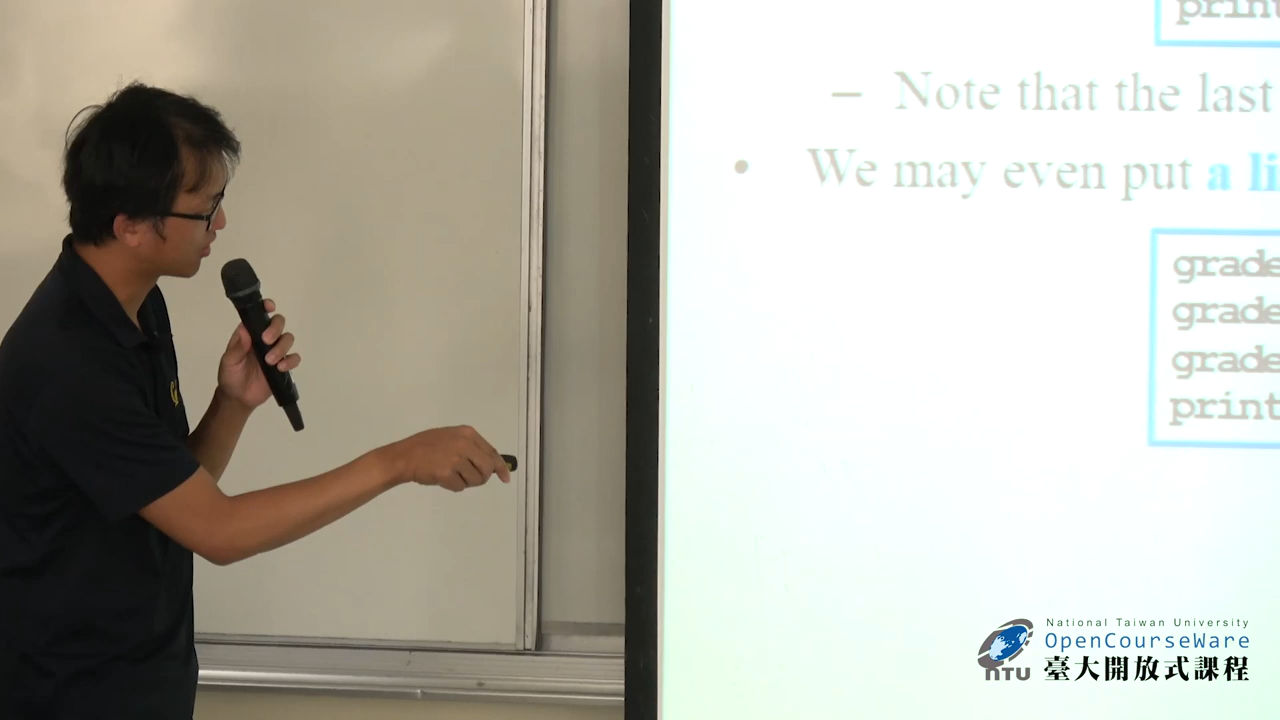 print
– Note that the last
• We may even put a li
grade
grade
grade
print
National Taiwan University
OpenCourseWare
nTU 臺大開放式課程